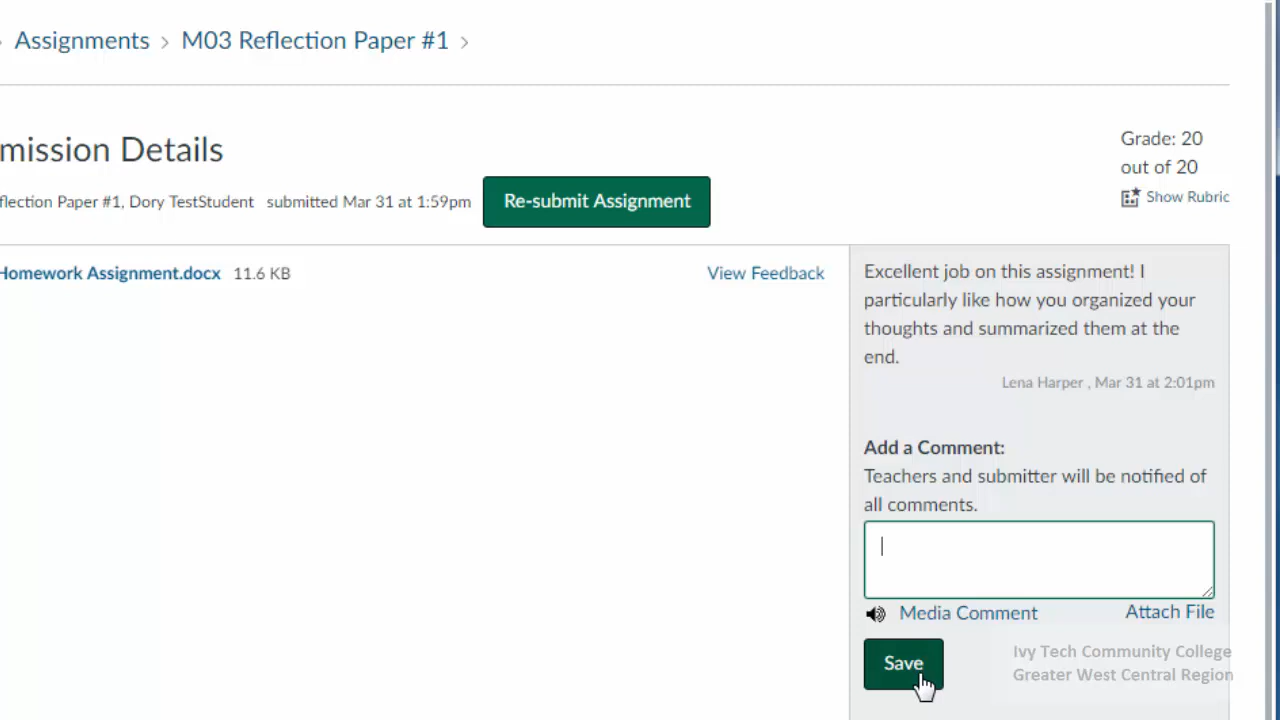 Assignments > M03 Reflection Paper #1 >
mission Details
Grade: 20
out of 20
flection Paper #1, Dory TestStudent submitted Mar 31 at 1:59pm
Re-submit Assignment
Show Rubric
Homework Assignment.docx 11.6 KB
View Feedback
Excellent job on this assignment! I
particularly like how you organized your
thoughts and summarized them at the
end.
Lena Harper , Mar 31 at 2:01pm
Add a Comment:
Teachers and submitter will be notified of
all comments.
Media Comment
Attach File
Save
Ivy Tech Community College
Greater West Central Region